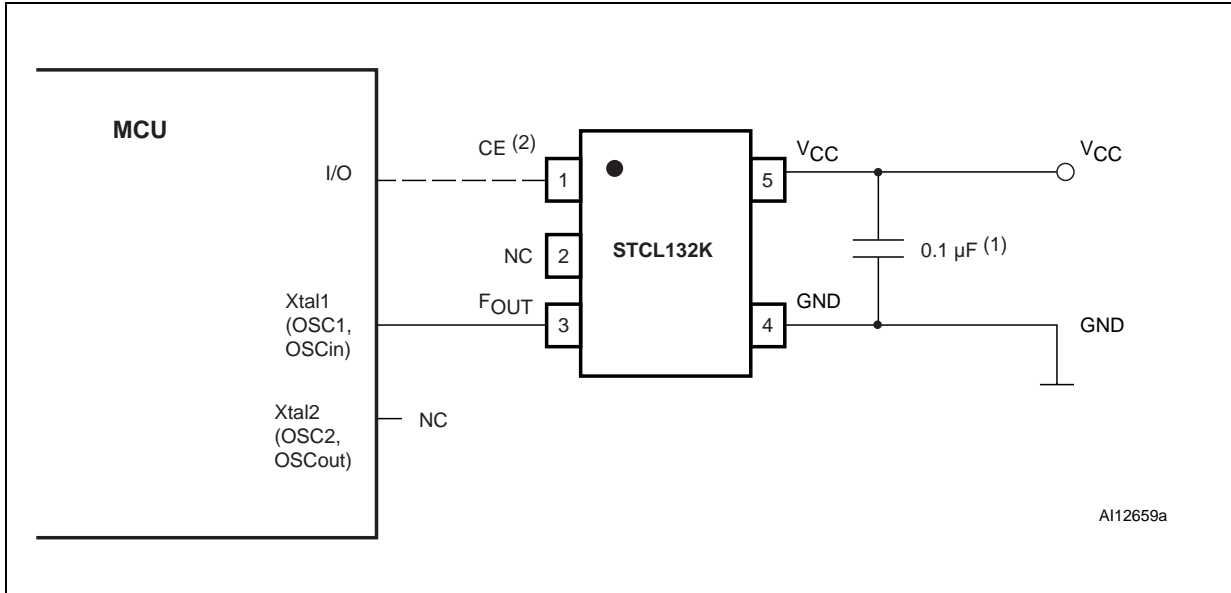 MCU
I/O
CE (2)
1
NC
2
Xtal1
(OSC1,
OSCin)
FOUT
3
Xtal2
(OSC2,
OSCout)
NC
STCL132K
5
VCC
VCC
0.1 µF (1)
4
GND
GND
AI12659a